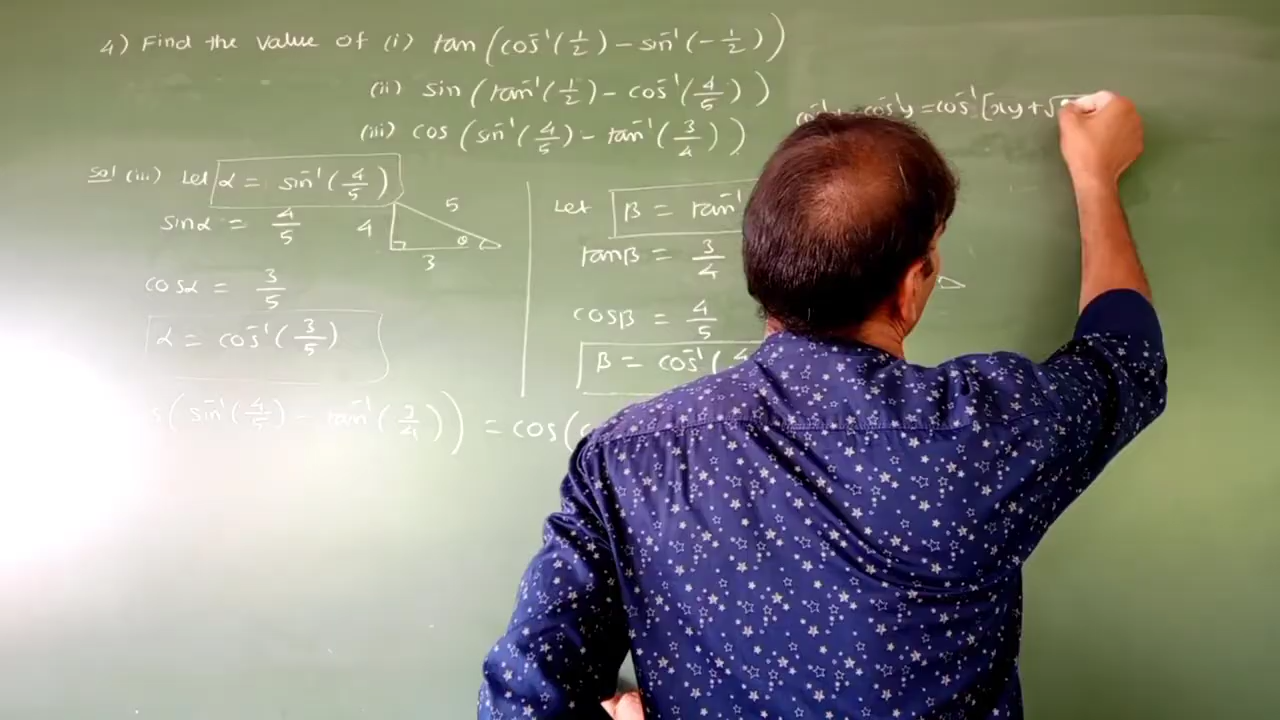 4) Find the value of (i) tan (cos⁻¹(1/2) – sin⁻¹(–1/2))
(ii) sin (tan⁻¹(1/2) – cos⁻¹(4/5))
(iii) cos (sin⁻¹(4/5) – tan⁻¹(3/4))
cos⁻¹y = cos⁻¹[xy + √
Sol (iii) Let α = sin⁻¹(4/5)
sinα = 4/5
4 5 3 θ
cosα = 3/5
α = cos⁻¹(3/5)
Let β = tan⁻¹
tanβ = 3/4
cosβ = 4/5
β = cos⁻¹(4
s(sin⁻¹(4/5) – tan⁻¹(3/4)) = cos(